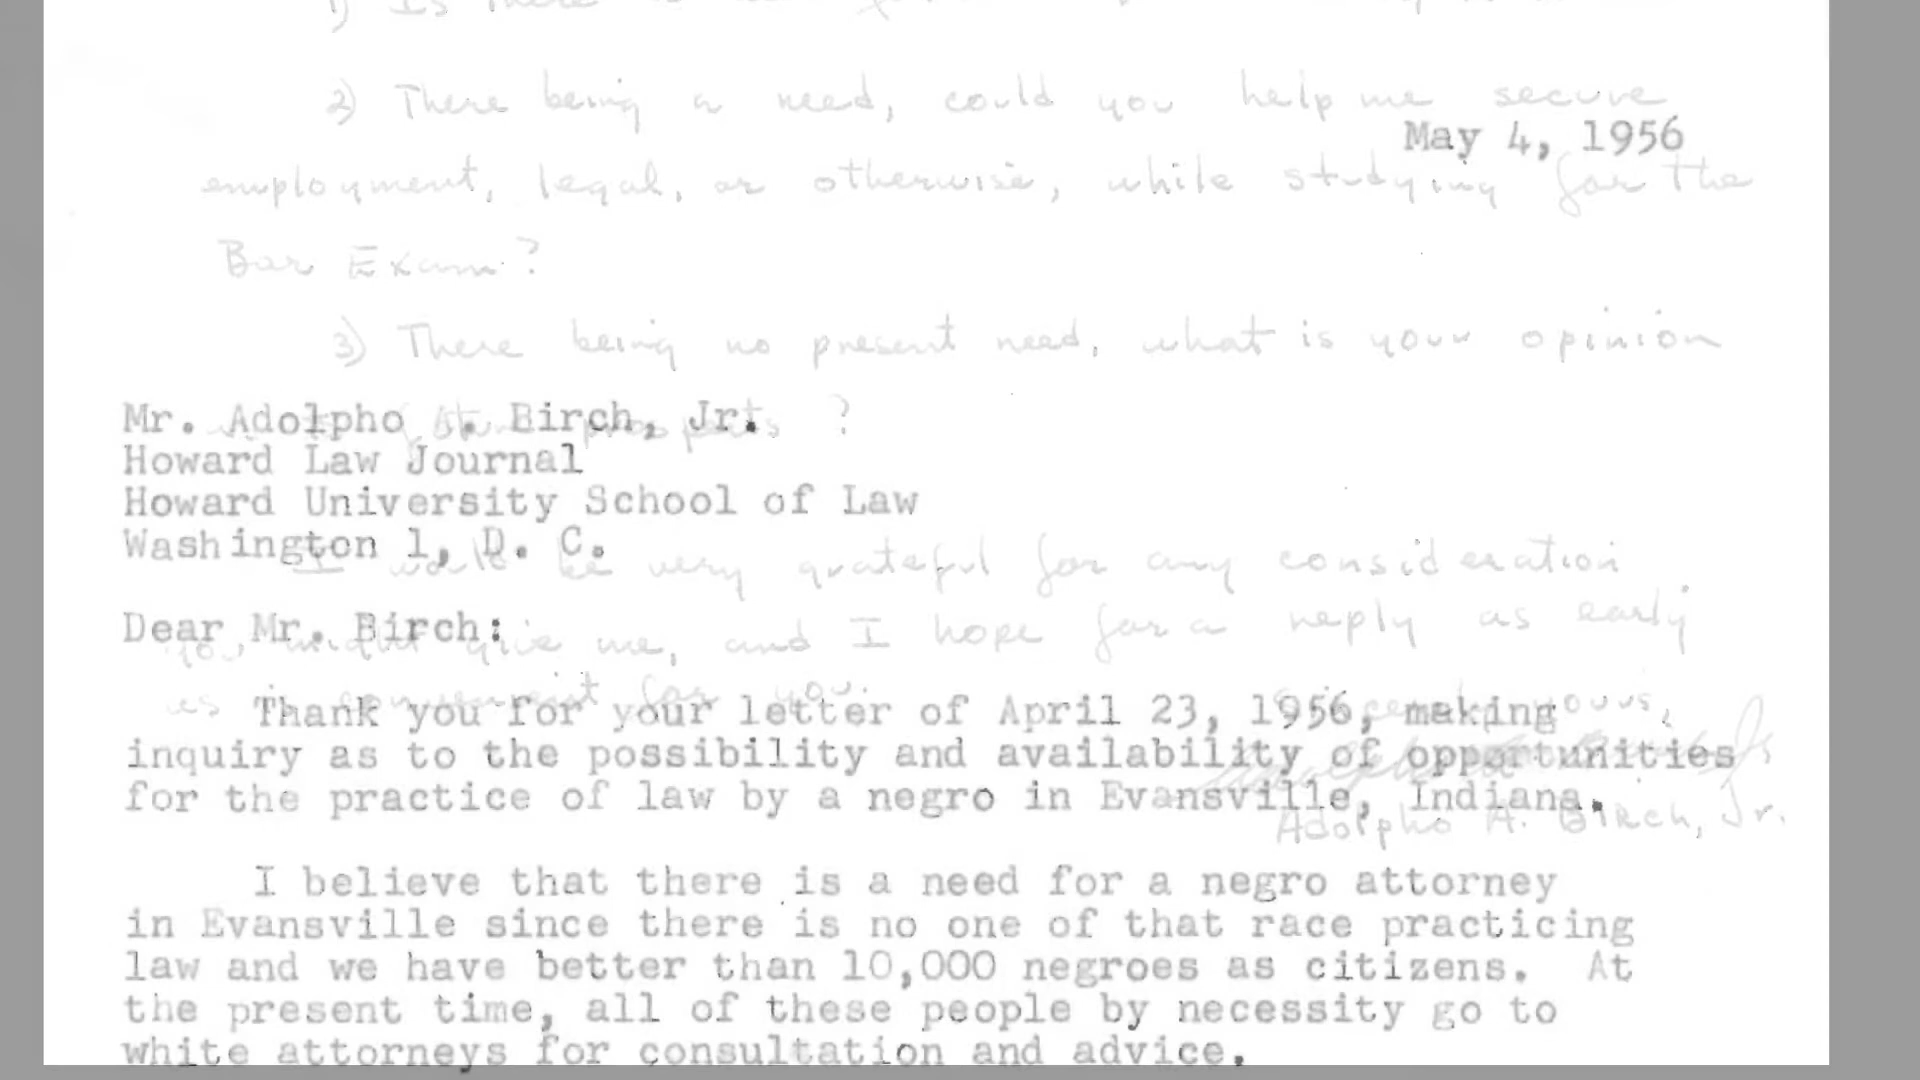 2) There being a need, could you help me secure
May 4, 1956
employment, legal, or otherwise, while studying for the
Bar Exam?
3) There being no present need, what is your opinion
Mr. Adolpho A. Birch, Jr. ?
Howard Law Journal
Howard University School of Law
Washington 1, D. C.
I would be very grateful for any consideration
Dear Mr. Birch:
you might give me, and I hope for a reply as early
as is convenient for you.
Thank you for your letter of April 23, 1956, making
yours,
inquiry as to the possibility and availability of opportunities
for the practice of law by a negro in Evansville, Indiana.
Adolpho A. Birch, Jr.
I believe that there is a need for a negro attorney
in Evansville since there is no one of that race practicing
law and we have better than 10,000 negroes as citizens. At
the present time, all of these people by necessity go to
white attorneys for consultation and advice.